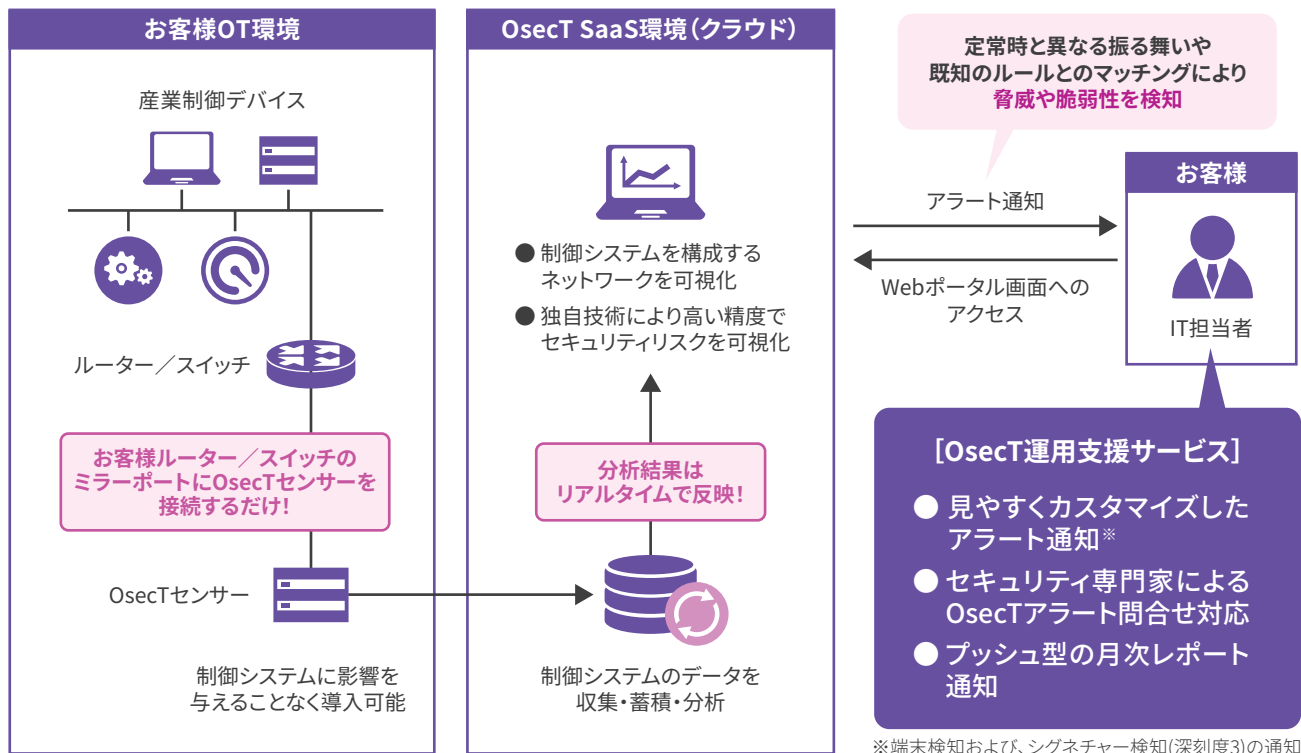 お客様OT環境
産業制御デバイス
ルーター／スイッチ
お客様ルーター／スイッチの
ミラーポートにOsecTセンサーを
接続するだけ!
OsecTセンサー
制御システムに影響を
与えることなく導入可能
OsecT SaaS環境（クラウド）
● 制御システムを構成する
ネットワークを可視化
● 独自技術により高い精度で
セキュリティリスクを可視化
分析結果は
リアルタイムで反映!
制御システムのデータを
収集・蓄積・分析
定常時と異なる振る舞いや
既知のルールとのマッチングにより
脅威や脆弱性を検知
アラート通知
Webポータル画面への
アクセス
お客様
IT担当者
［OsecT運用支援サービス］
● 見やすくカスタマイズした
アラート通知※
● セキュリティ専門家による
OsecTアラート問合せ対応
● プッシュ型の月次レポート
通知
※端末検知および、シグネチャー検知(深刻度3)の通知